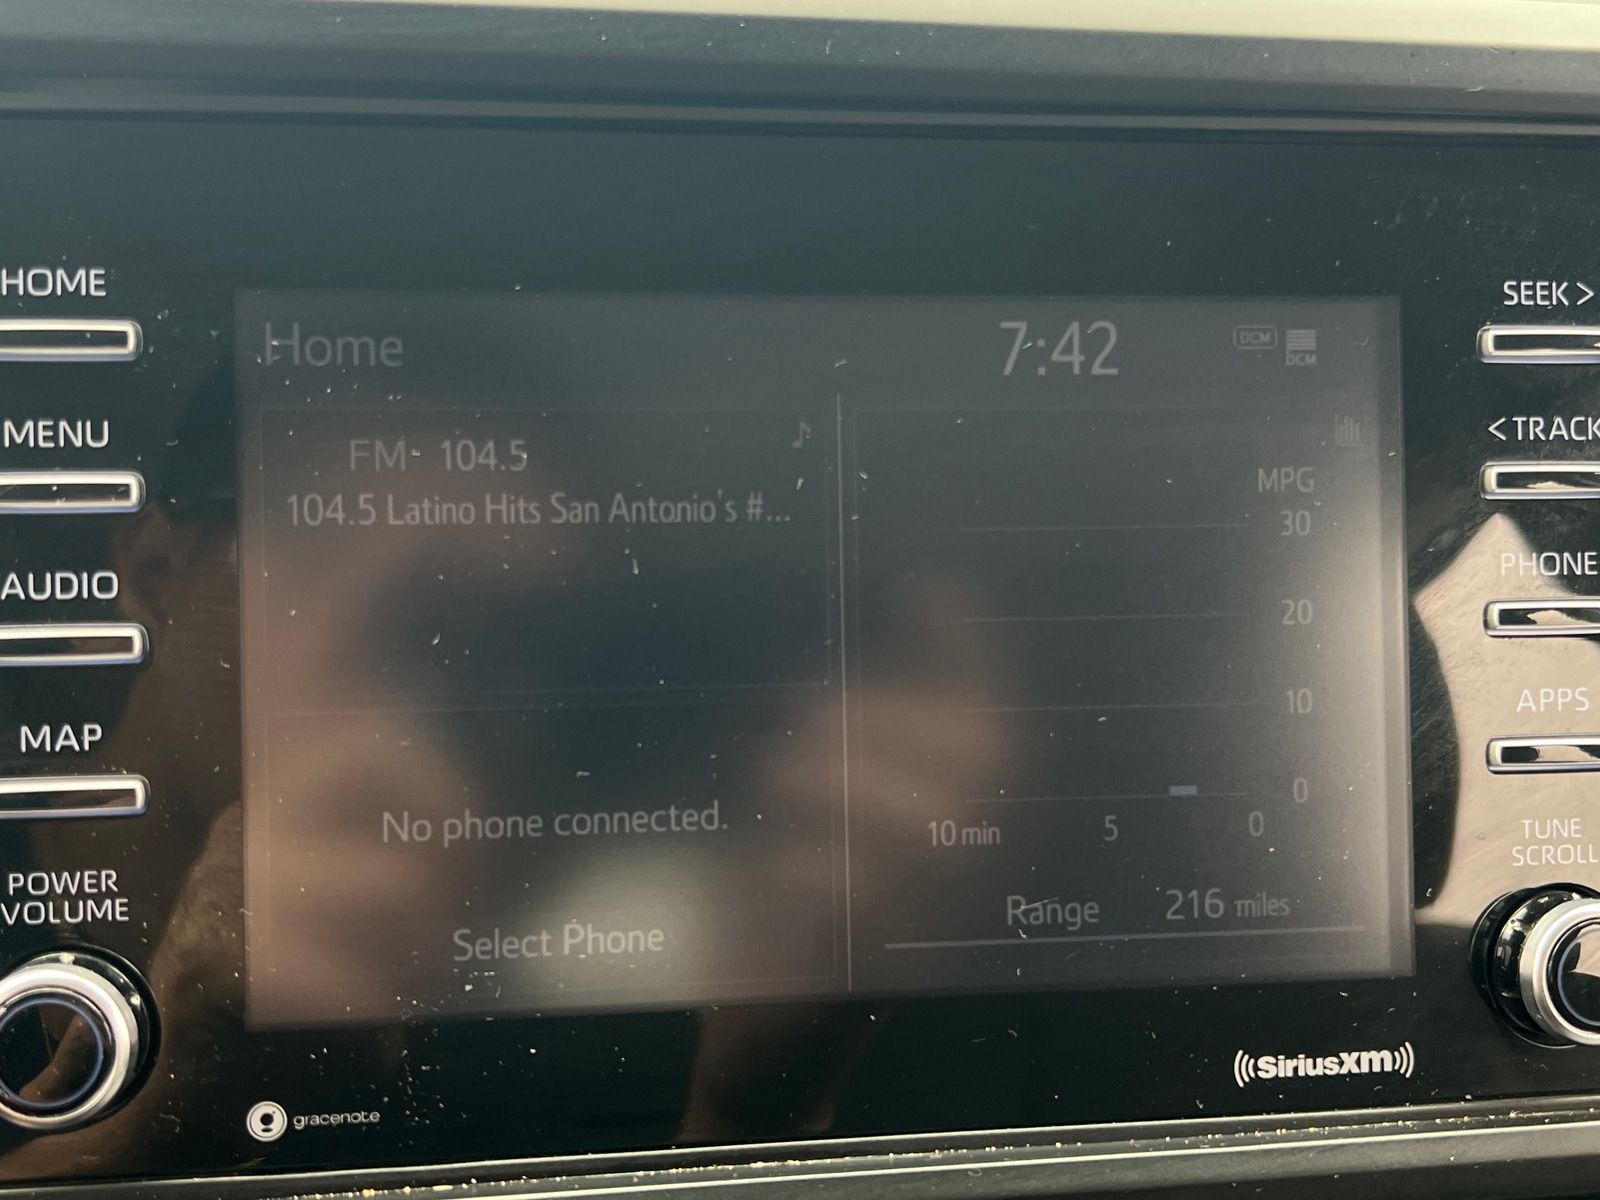 HOME
MENU
AUDIO
MAP
POWER
VOLUME
Home
7:42
DCM
DCM
FM 104.5
104.5 Latino Hits San Antonio's #...
No phone connected.
Select Phone
MPG
30
20
10
0
10 min 5 0
Range 216 miles
SEEK >
< TRACK
PHONE
APPS
TUNE
SCROLL
gracenote
SiriusXM